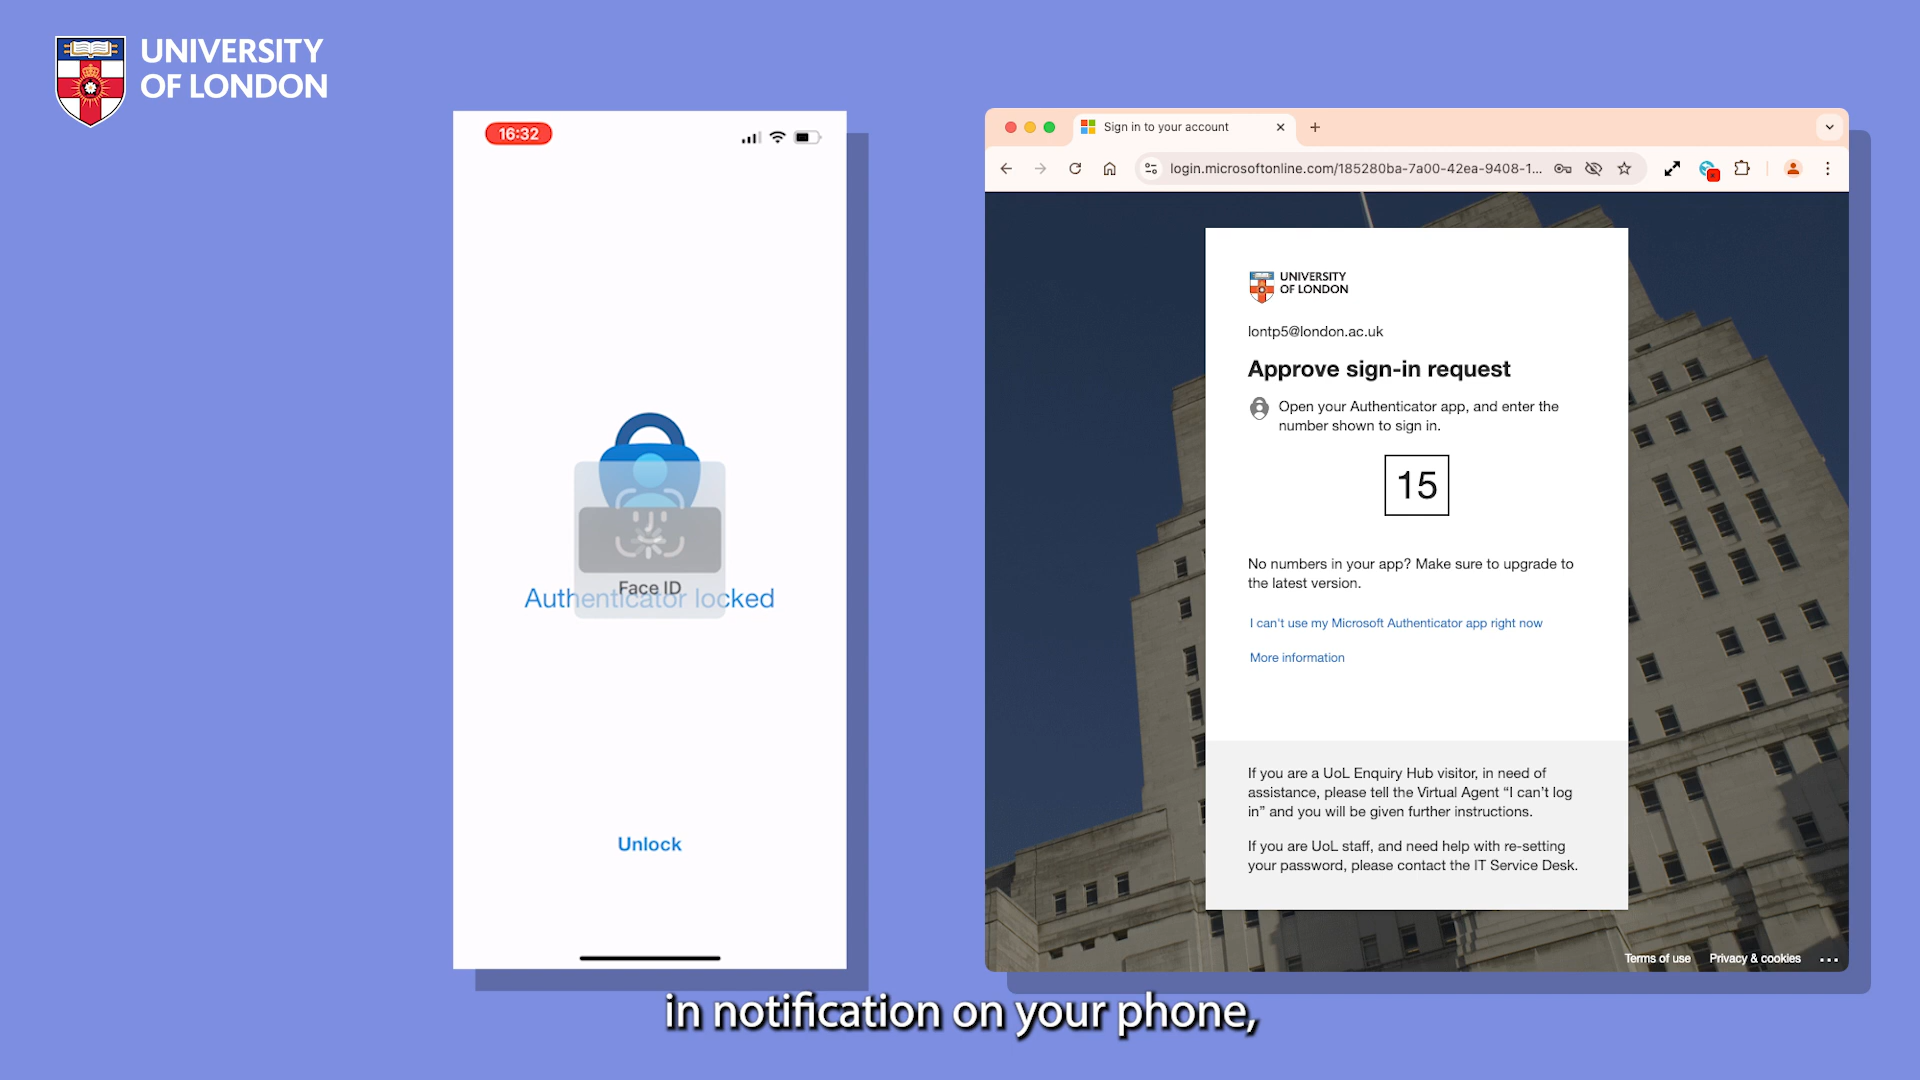 UNIVERSITY
OF LONDON
16:32
Face ID
Authenticator locked
Unlock
Sign in to your account
login.microsoftonline.com/185280ba-7a00-42ea-9408-1...
UNIVERSITY
OF LONDON
lontp5@london.ac.uk
Approve sign-in request
Open your Authenticator app, and enter the
number shown to sign in.
15
No numbers in your app? Make sure to upgrade to
the latest version.
I can't use my Microsoft Authenticator app right now
More information
If you are a UoL Enquiry Hub visitor, in need of
assistance, please tell the Virtual Agent “I can’t log
in” and you will be given further instructions.
If you are UoL staff, and need help with re-setting
your password, please contact the IT Service Desk.
Terms of use Privacy & cookies ...
in notification on your phone,